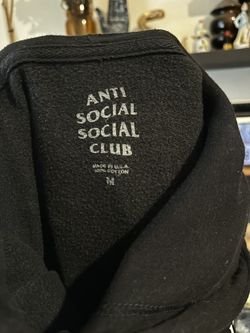 ANTI
SOCIAL
SOCIAL
CLUB
MADE IN U.S.A.
100% COTTON
M